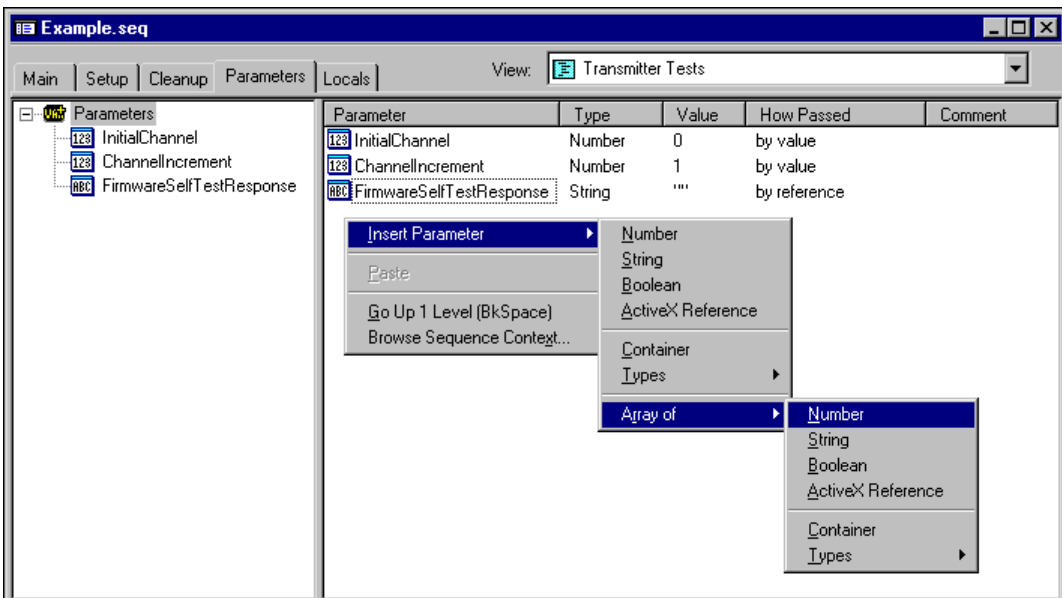 Example.seq
Main Setup Cleanup Parameters Locals View: Transmitter Tests
Parameters
InitialChannel
ChannelIncrement
FirmwareSelfTestResponse
Parameter Type Value How Passed Comment
InitialChannel Number 0 by value
ChannelIncrement Number 1 by value
FirmwareSelfTestResponse String "" by reference
Insert Parameter
Paste
Go Up 1 Level (BkSpace)
Browse Sequence Context...
Number
String
Boolean
ActiveX Reference
Container
Types
Array of
Number
String
Boolean
ActiveX Reference
Container
Types